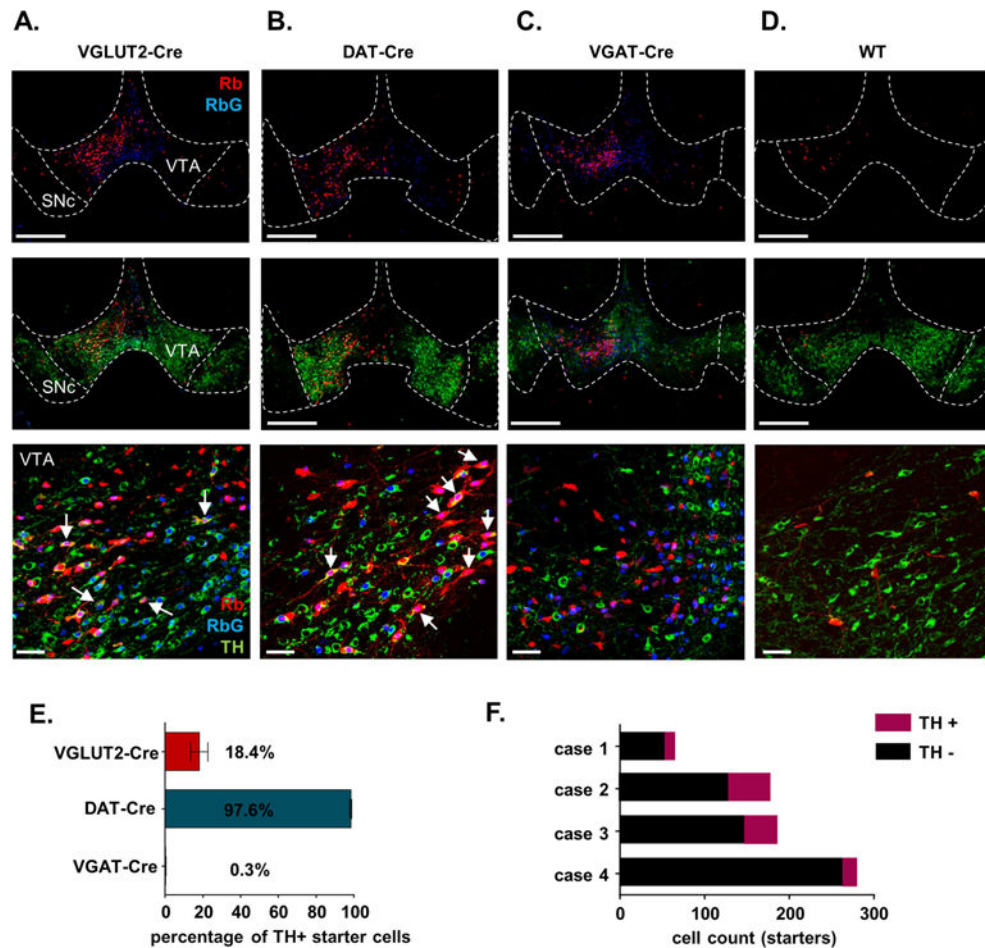 A.
B.
C.
D.
VGLUT2-Cre
DAT-Cre
VGAT-Cre
WT
Rb
RbG
VTA
SNc
VTA
SNc
VTA
Rb
RbG
TH
E.
VGLUT2-Cre
18.4%
DAT-Cre
97.6%
VGAT-Cre
0.3%
0 20 40 60 80 100
percentage of TH+ starter cells
F.
TH +
TH -
case 1
case 2
case 3
case 4
0 100 200 300
cell count (starters)